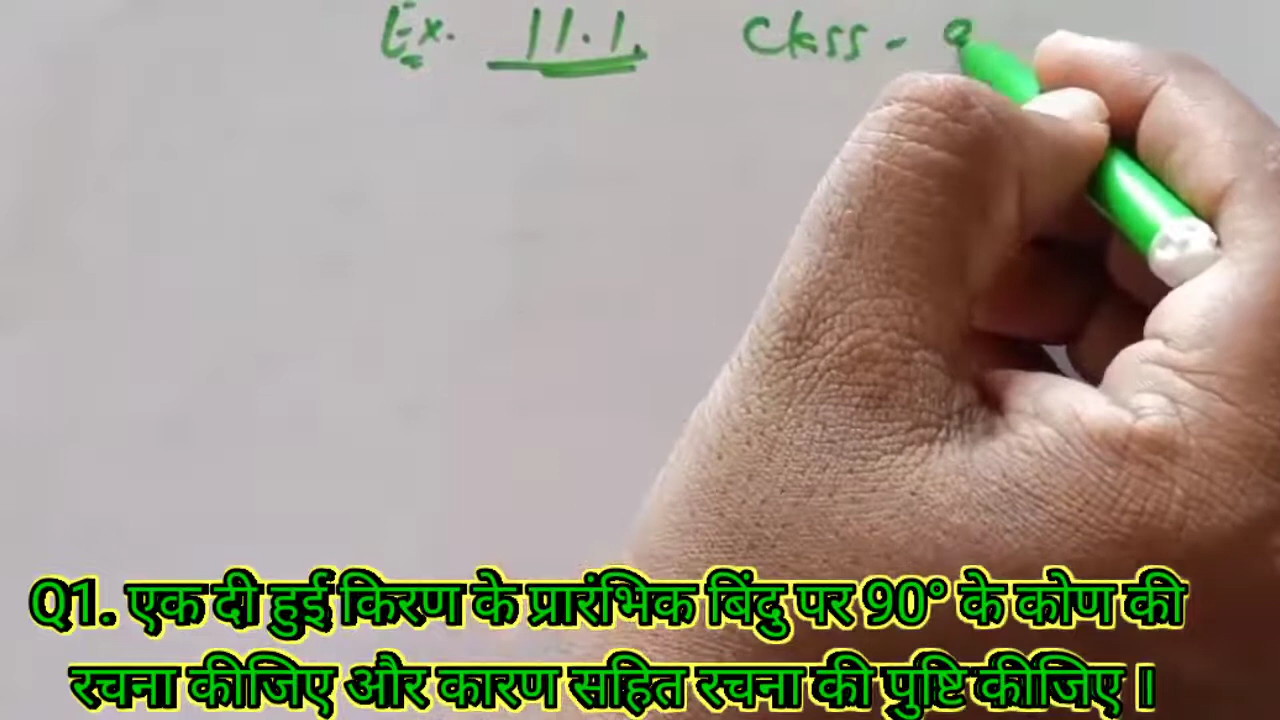 Ex. 11.1. Class - 9
Q1. एक दी हुई किरण के प्रारंभिक बिंदु पर 90° के कोण की
रचना कीजिए और कारण सहित रचना की पुष्टि कीजिए ।